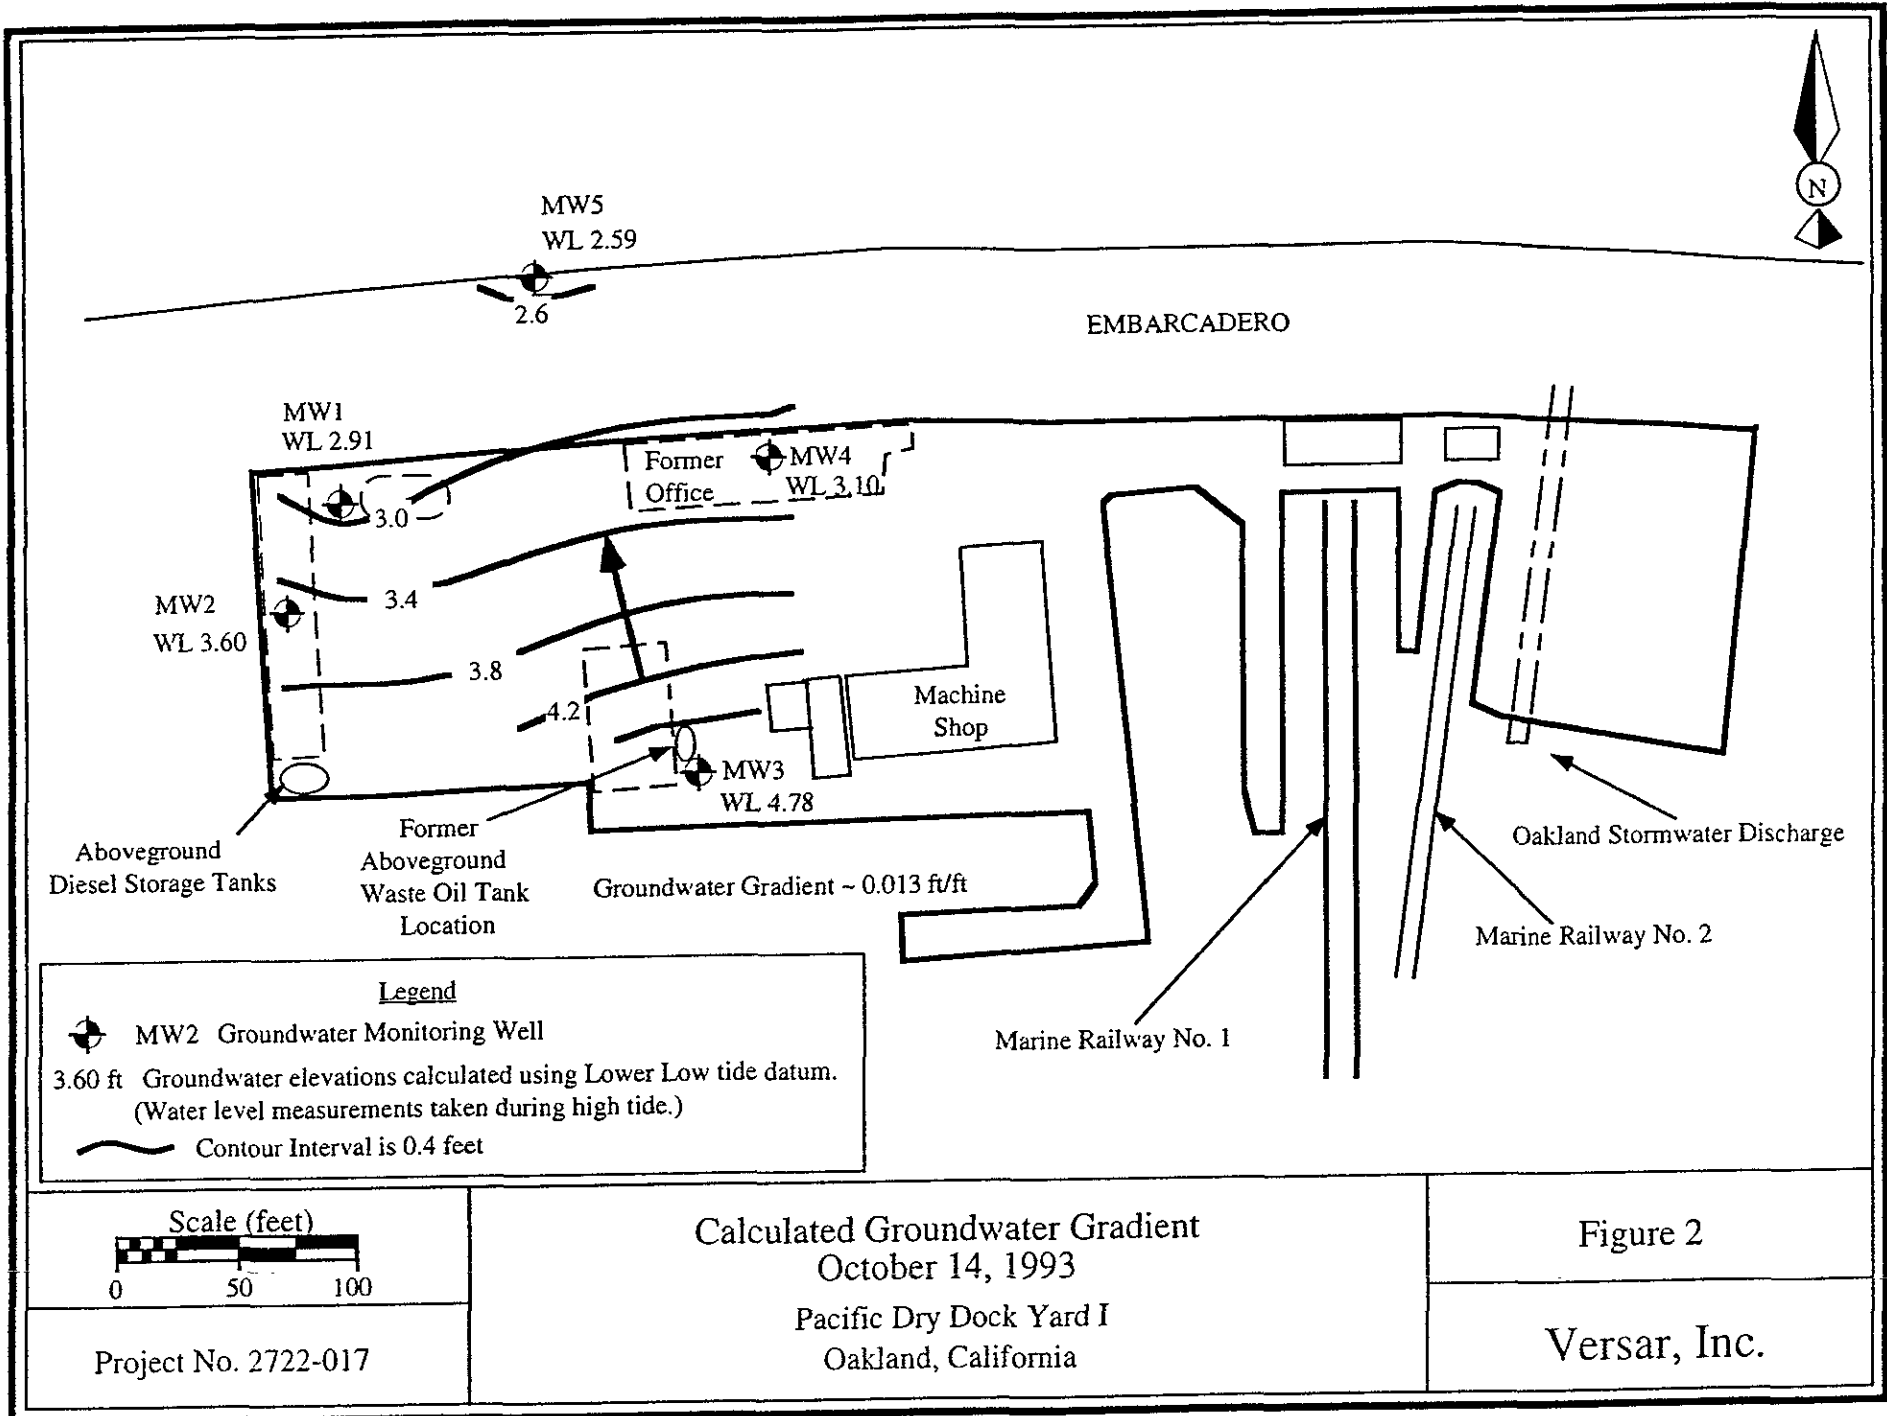 N
MW5
WL 2.59
2.6
EMBARCADERO
MW1
WL 2.91
Former
Office
MW4
WL 3.10
3.0
3.4
MW2
WL 3.60
3.8
4.2
Machine
Shop
MW3
WL 4.78
Aboveground
Diesel Storage Tanks
Former
Aboveground
Waste Oil Tank
Location
Groundwater Gradient ~ 0.013 ft/ft
Oakland Stormwater Discharge
Marine Railway No. 2
Marine Railway No. 1
Legend
MW2 Groundwater Monitoring Well
3.60 ft Groundwater elevations calculated using Lower Low tide datum.
(Water level measurements taken during high tide.)
Contour Interval is 0.4 feet
Scale (feet)
0 50 100
Project No. 2722-017
Calculated Groundwater Gradient
October 14, 1993
Pacific Dry Dock Yard I
Oakland, California
Figure 2
Versar, Inc.